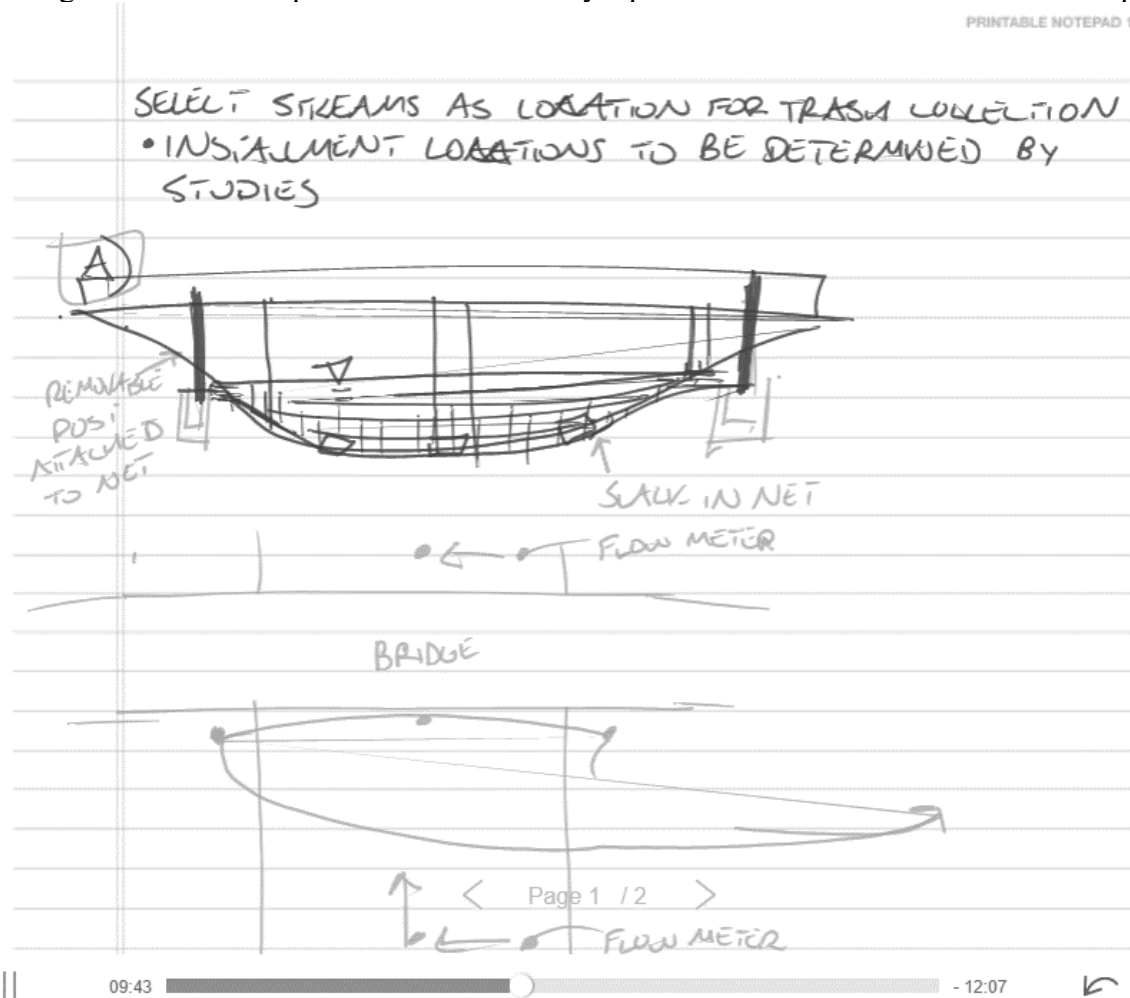 PRINTABLE NOTEPAD
SELECT STREAMS AS LOCATION FOR TRASH COLLECTION
• INSTALLMENT LOCATIONS TO BE DETERMINED BY
STUDIES
A
REMOVABLE
POST
ATTACHED
TO NET
IN NET
FLOW METER
BRIDGE
Page 1 / 2
FLOW METER
09:43
- 12:07